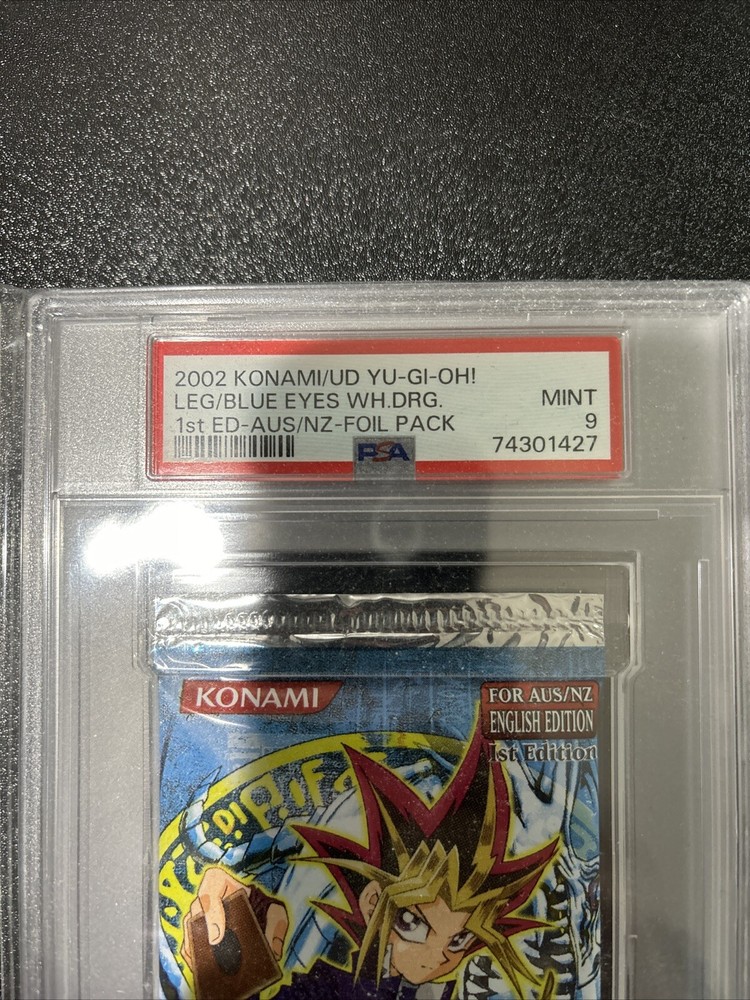 2002 KONAMI/UD YU-GI-OH!
LEG/BLUE EYES WH.DRG. MINT
1st ED-AUS/NZ-FOIL PACK 9
74301427
PSA
KONAMI
FOR AUS/NZ
ENGLISH EDITION
1st Edition